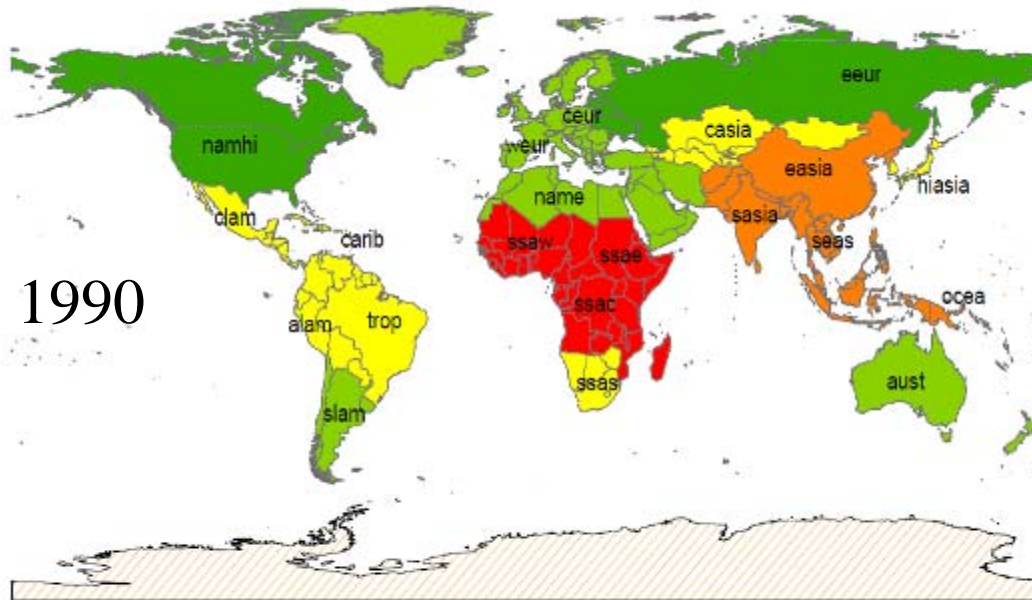 eeur
ceur
namhi
casia
weur
easia
hiasia
name
clam
sasia
carib
ssaw
ssae
seas
1990
ssac
ocea
alam
trop
ssas
aust
slam